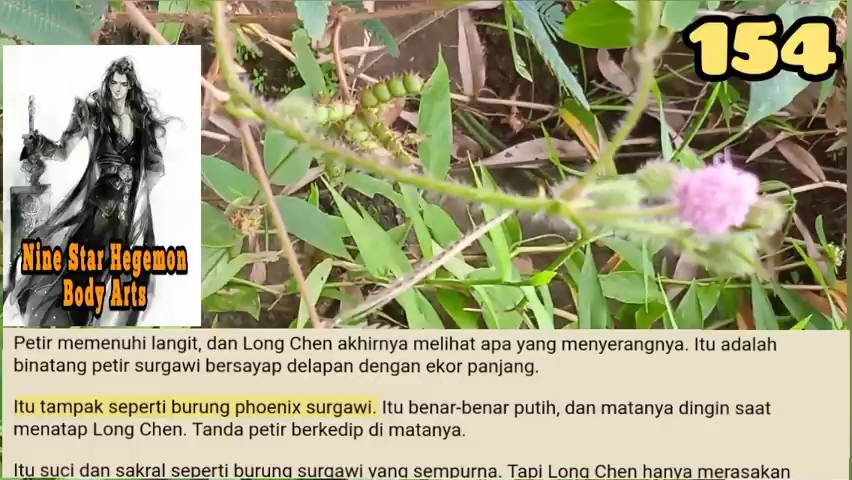 154
Nine Star Hegemon
Body Arts
Petir memenuhi langit, dan Long Chen akhirnya melihat apa yang menyerangnya. Itu adalah
binatang petir surgawi bersayap delapan dengan ekor panjang.
Itu tampak seperti burung phoenix surgawi. Itu benar-benar putih, dan matanya dingin saat
menatap Long Chen. Tanda petir berkedip di matanya.
Itu suci dan sakral seperti burung surgawi yang sempurna. Tapi Long Chen hanya merasakan